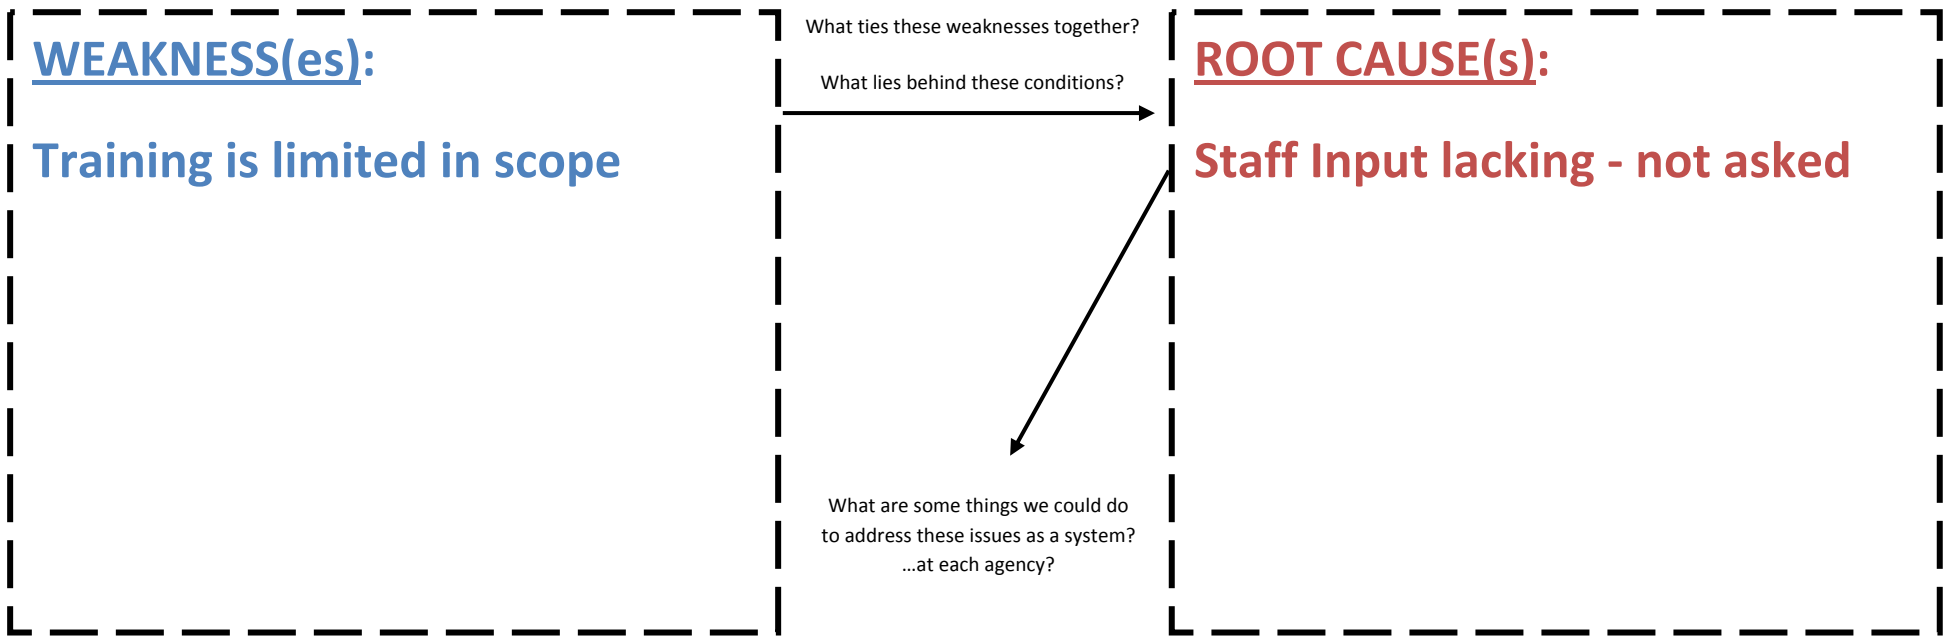 WEAKNESS(es):
Training is limited in scope
What ties these weaknesses together?
What lies behind these conditions?
ROOT CAUSE(s):
Staff Input lacking - not asked
What are some things we could do
to address these issues as a system?
...at each agency?